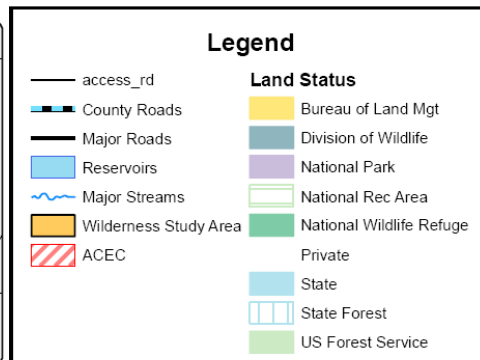 Legend
access_rd
County Roads
Major Roads
Reservoirs
Major Streams
Wilderness Study Area
ACEC
Land Status
Bureau of Land Mgt
Division of Wildlife
National Park
National Rec Area
National Wildlife Refuge
Private
State
State Forest
US Forest Service